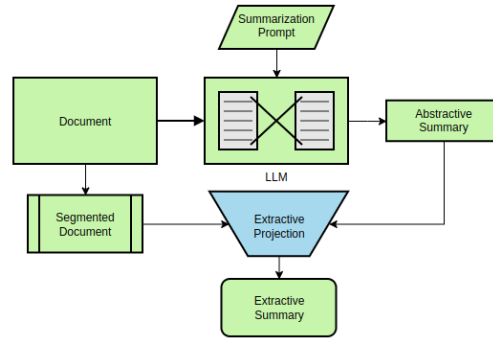 Summarization
Prompt
Document
Abstractive
Summary
LLM
Segmented
Document
Extractive
Projection
Extractive
Summary